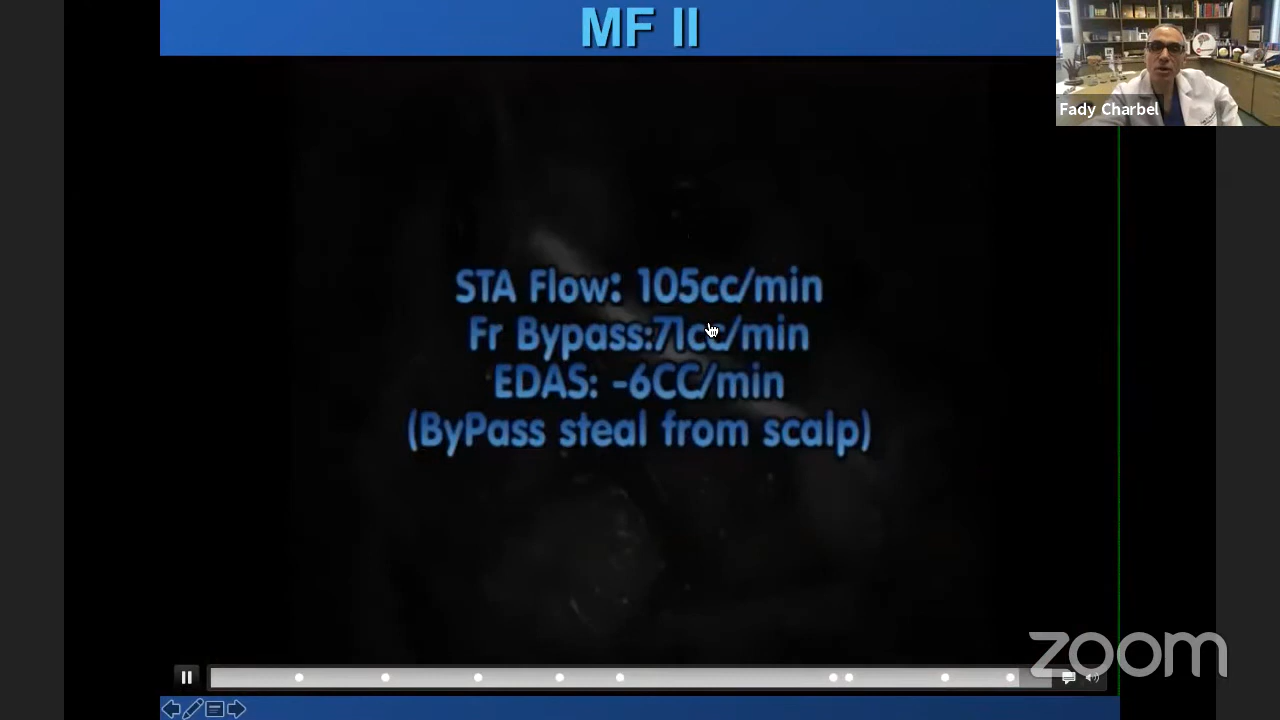 MF II
Fady Charbel
STA Flow: 105cc/min
Fr Bypass:71cc/min
EDAS: -6CC/min
(ByPass steal from scalp)
zoom